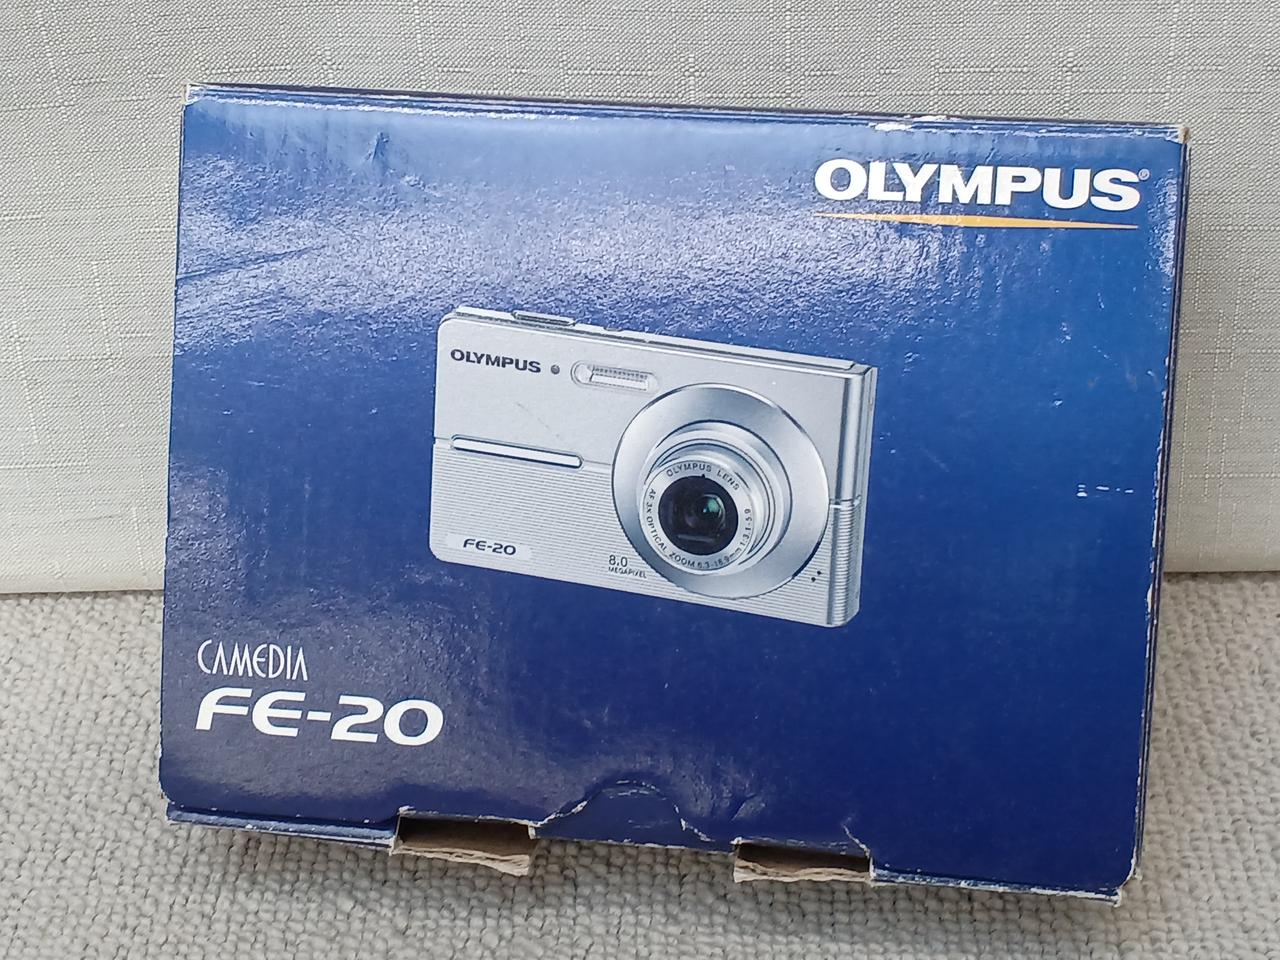 OLYMPUS®
OLYMPUS
OLYMPUS LENS
AF 3X OPTICAL ZOOM 6.3-18.9mm 1:3.1-5.9
FE-20
8.0
MEGAPIXEL
CAMEDIA
FE-20